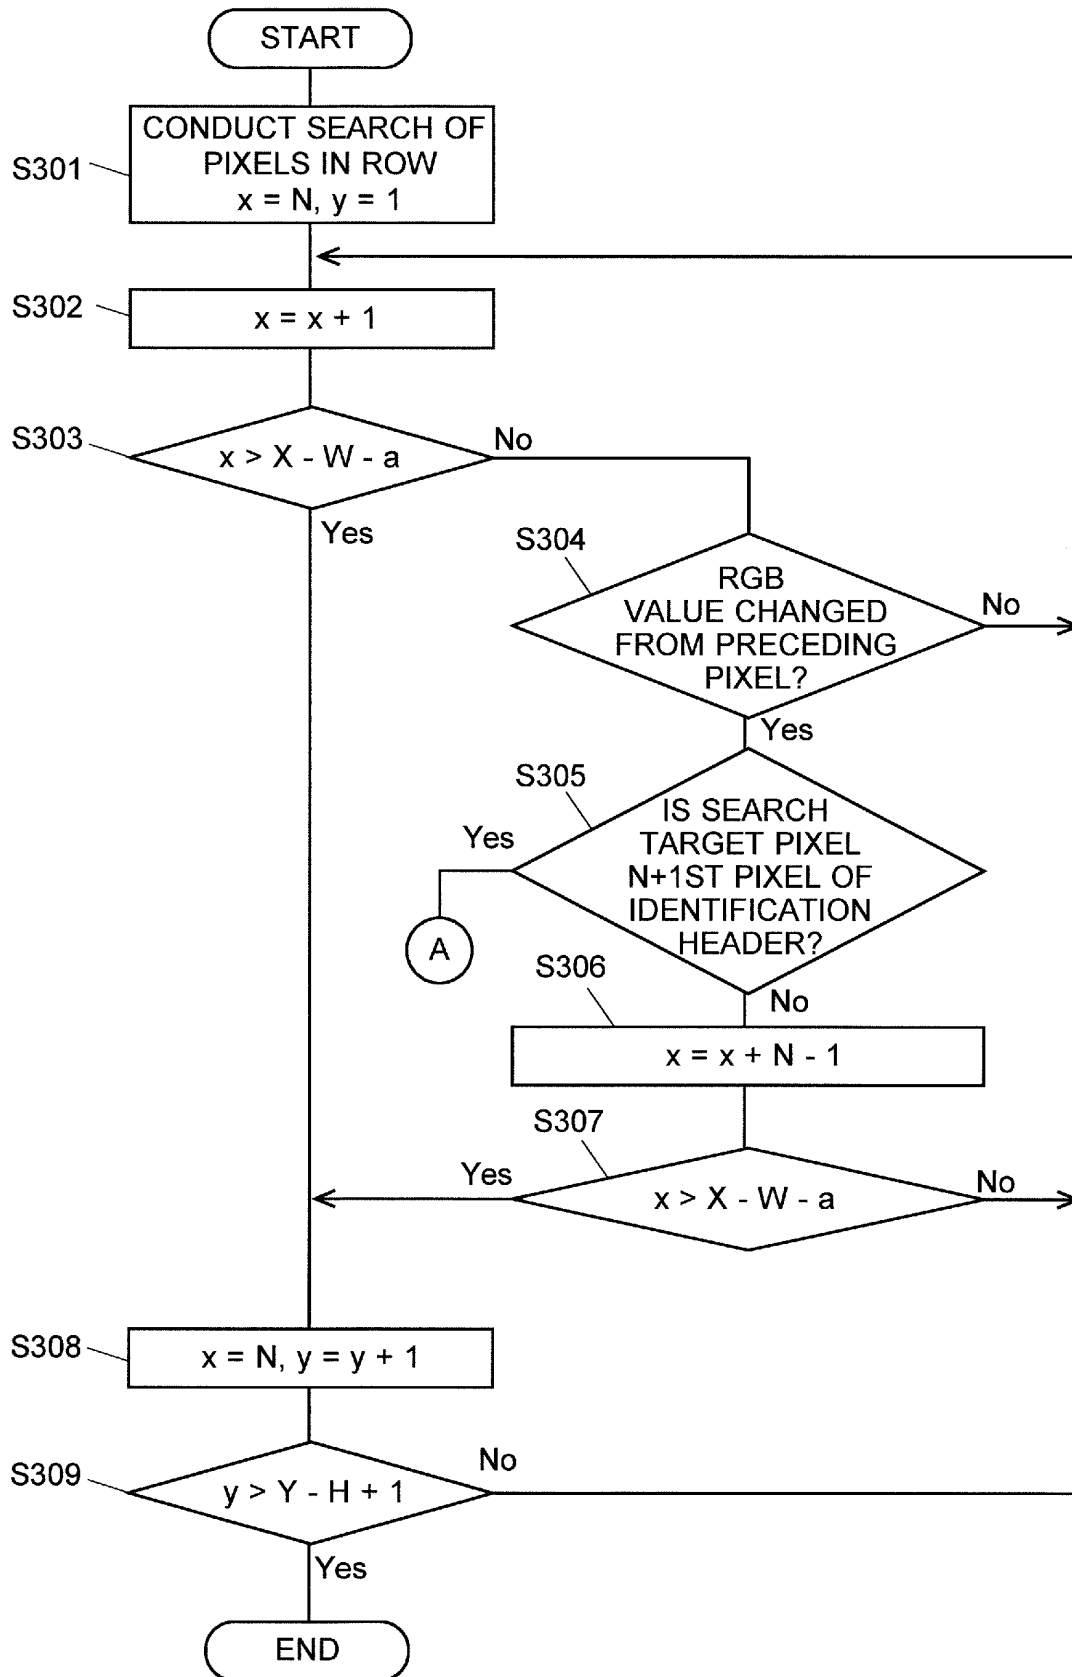 START
CONDUCT SEARCH OF
PIXELS IN ROW
x = N, y = 1
S301
S302
x = x + 1
S303
x > X - W - a
No
Yes
S304
RGB
VALUE CHANGED
FROM PRECEDING
PIXEL?
No
Yes
S305
IS SEARCH
TARGET PIXEL
N+1ST PIXEL OF
IDENTIFICATION
HEADER?
Yes
A
No
S306
x = x + N - 1
S307
x > X - W - a
Yes
No
S308
x = N, y = y + 1
S309
y > Y - H + 1
No
Yes
END